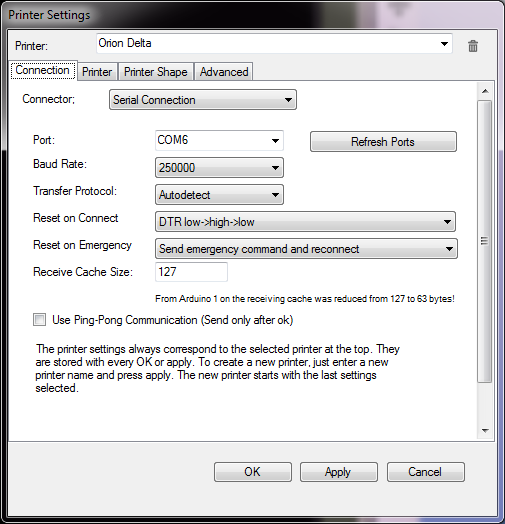 Printer Settings
Printer: Orion Delta
Connection Printer Printer Shape Advanced
Connector; Serial Connection
Port: COM6 Refresh Ports
Baud Rate: 250000
Transfer Protocol: Autodetect
Reset on Connect DTR low->high->low
Reset on Emergency Send emergency command and reconnect
Receive Cache Size: 127
From Arduino 1 on the receiving cache was reduced from 127 to 63 bytes!
Use Ping-Pong Communication (Send only after ok)
The printer settings always correspond to the selected printer at the top. They
are stored with every OK or apply. To create a new printer, just enter a new
printer name and press apply. The new printer starts with the last settings
selected.
OK Apply Cancel